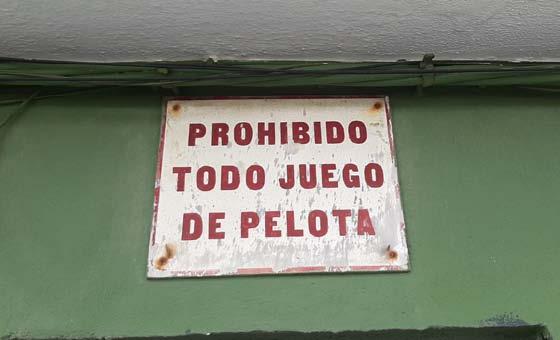 PROHIBIDO
TODO JUEGO
DE PELOTA